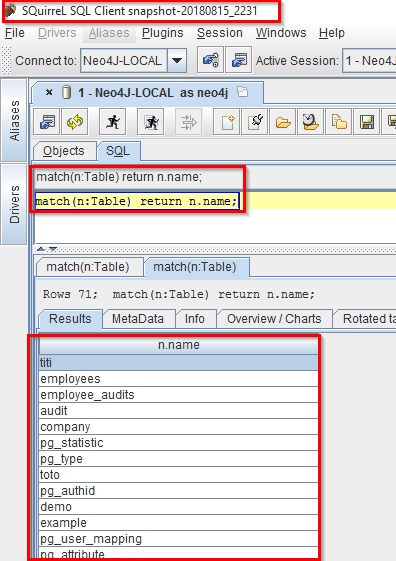 SQuirreL SQL Client snapshot-20180815_2231
File Drivers Aliases Plugins Session Windows Help
Connect to: Neo4J-LOCAL Active Session: 1 - Neo4
Aliases
Drivers
1 - Neo4J-LOCAL as neo4j
Objects SQL
match(n:Table) return n.name;
match(n:Table) return n.name;
match(n:Table) match(n:Table)
Rows 71; match(n:Table) return n.name;
Results MetaData Info Overview / Charts Rotated ta
n.name
titi
employees
employee_audits
audit
company
pg_statistic
pg_type
toto
pg_authid
demo
example
pg_user_mapping
pg_attribute